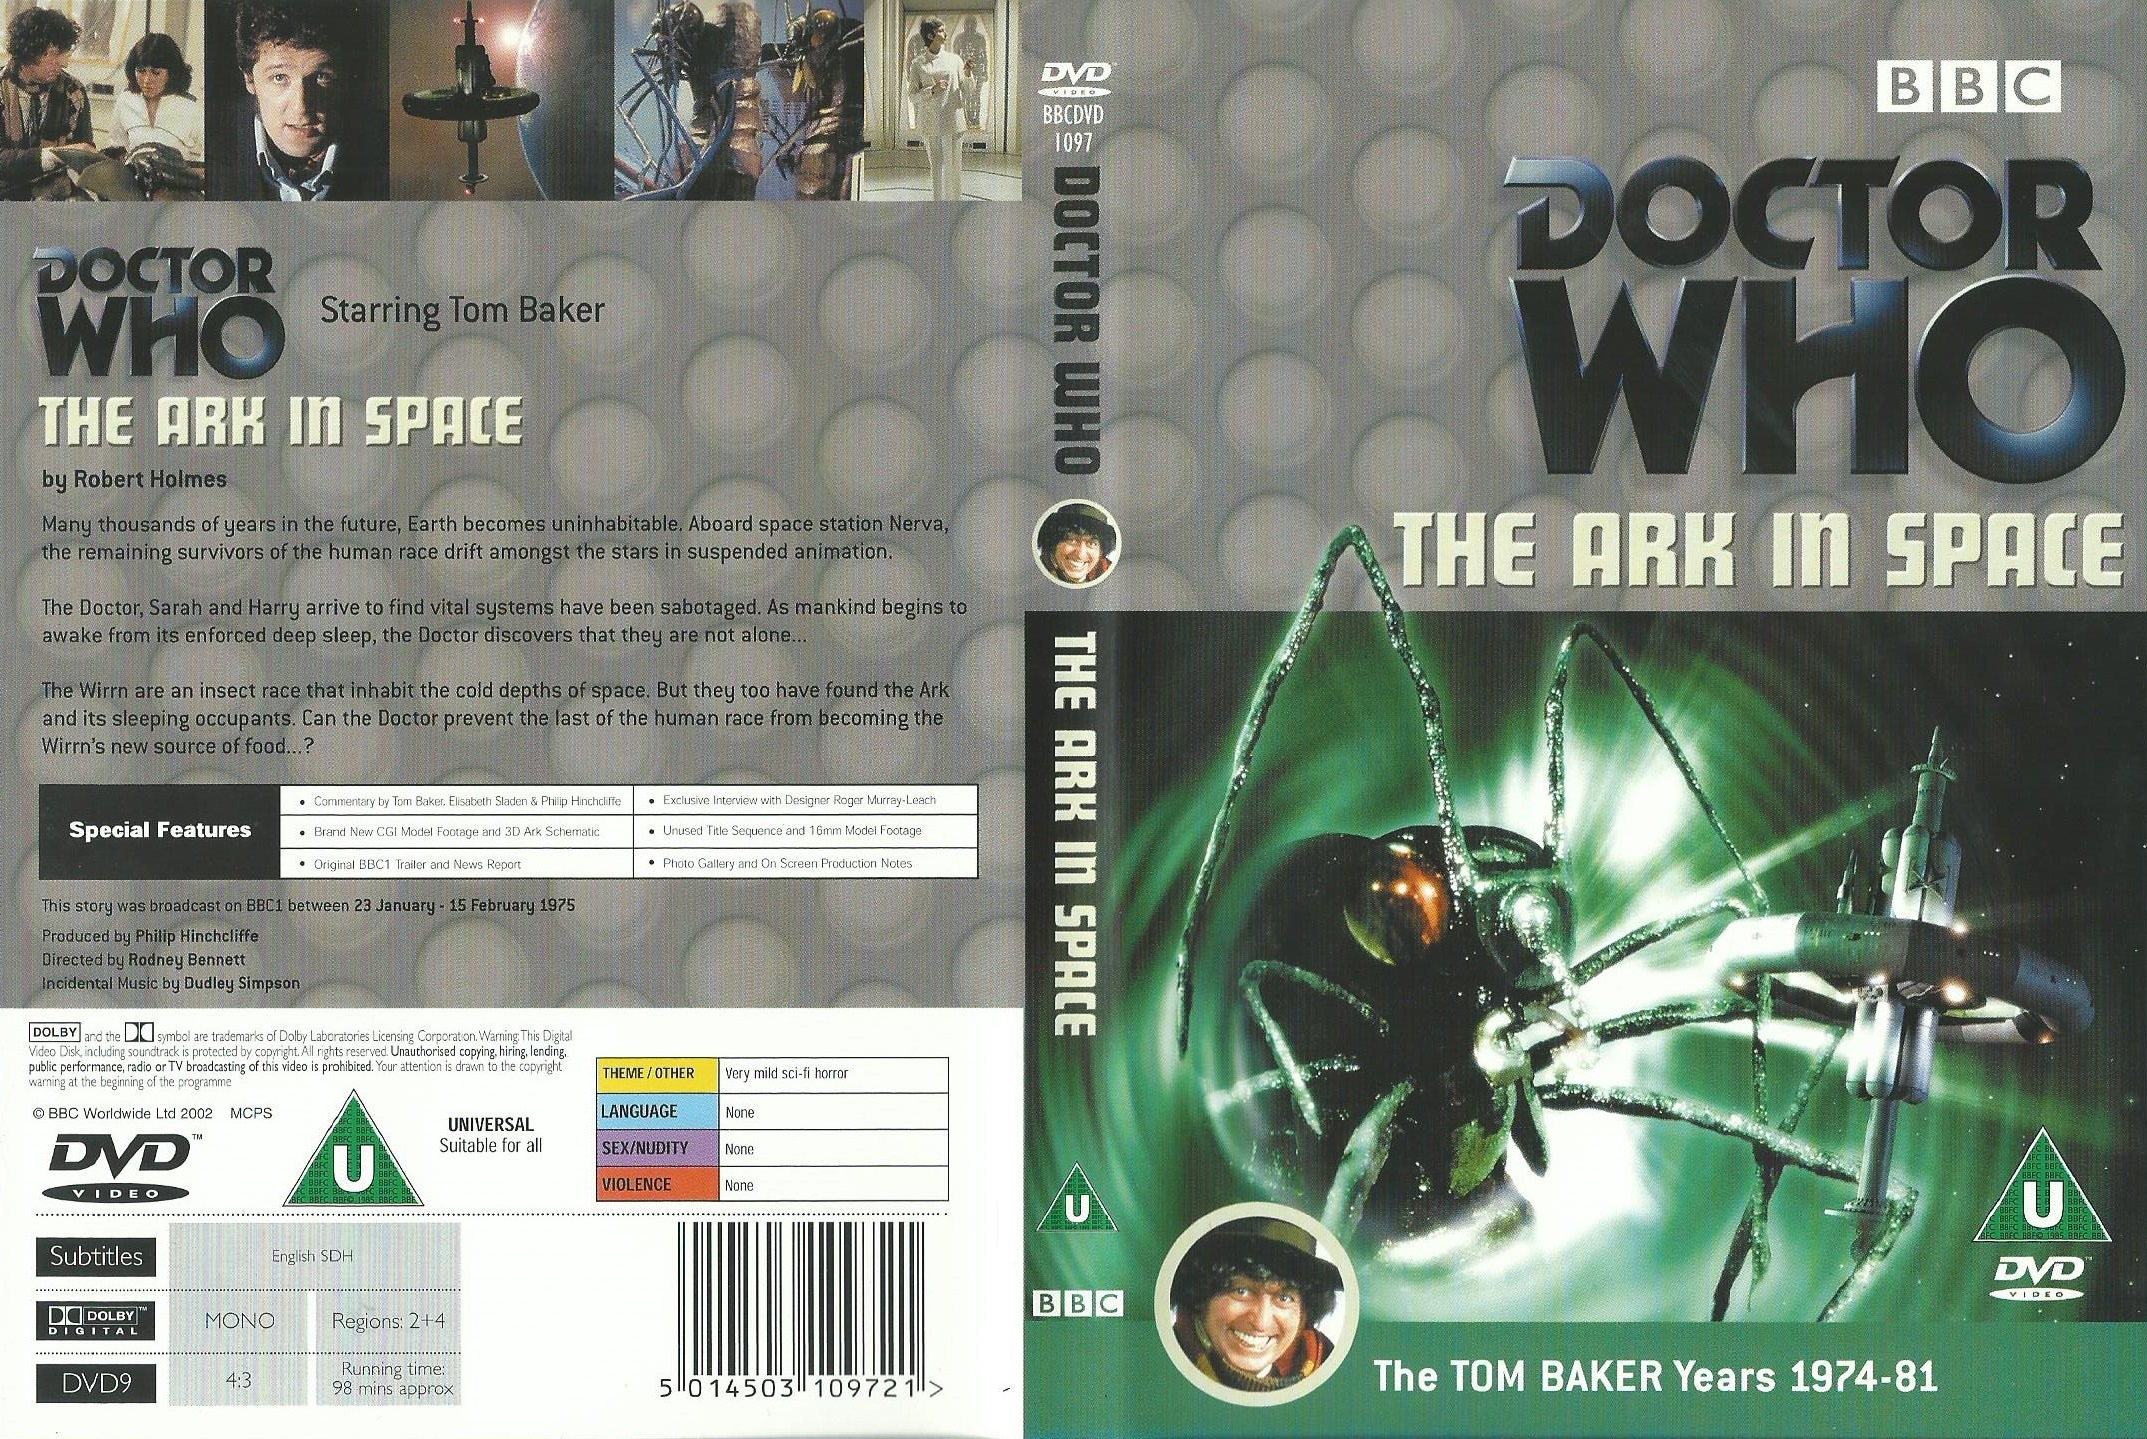 DOCTOR
WHO
Starring Tom Baker
THE ARK IN SPACE
by Robert Holmes
Many thousands of years in the future, Earth becomes uninhabitable. Aboard space station Nerva,
the remaining survivors of the human race drift amongst the stars in suspended animation.
The Doctor, Sarah and Harry arrive to find vital systems have been sabotaged. As mankind begins to
awake from its enforced deep sleep, the Doctor discovers that they are not alone...
The Wirrn are an insect race that inhabit the cold depths of space. But they too have found the Ark
and its sleeping occupants. Can the Doctor prevent the last of the human race from becoming the
Wirrn's new source of food...?
Special Features
• Commentary by Tom Baker, Elisabeth Sladen & Philip Hinchcliffe
• Exclusive Interview with Designer Roger Murray-Leach
• Brand New CGI Model Footage and 3D Ark Schematic
• Unused Title Sequence and 16mm Model Footage
• Original BBC1 Trailer and News Report
• Photo Gallery and On Screen Production Notes
This story was broadcast on BBC1 between 23 January - 15 February 1975
Produced by Philip Hinchcliffe
Directed by Rodney Bennett
Incidental Music by Dudley Simpson
DOLBY and the symbol are trademarks of Dolby Laboratories Licensing Corporation. Warning: This Digital
Video Disk, including soundtrack is protected by copyright. All rights reserved. Unauthorised copying, hiring, lending,
public performance, radio or TV broadcasting of this video is prohibited. Your attention is drawn to the copyright
warning at the beginning of the programme
© BBC Worldwide Ltd 2002 MCPS
DVD™
VIDEO
U
UNIVERSAL
Suitable for all
THEME / OTHER Very mild sci-fi horror
LANGUAGE None
SEX/NUDITY None
VIOLENCE None
Subtitles English SDH
DOLBY™
DIGITAL
MONO Regions: 2+4
DVD9 4:3 Running time:
98 mins approx
5 014503 109721 >
DVD
VIDEO
BBCDVD
1097
DOCTOR WHO
THE ARK IN SPACE
U
BBC
BBC
DOCTOR
WHO
THE ARK IN SPACE
U
DVD™
VIDEO
The TOM BAKER Years 1974-81